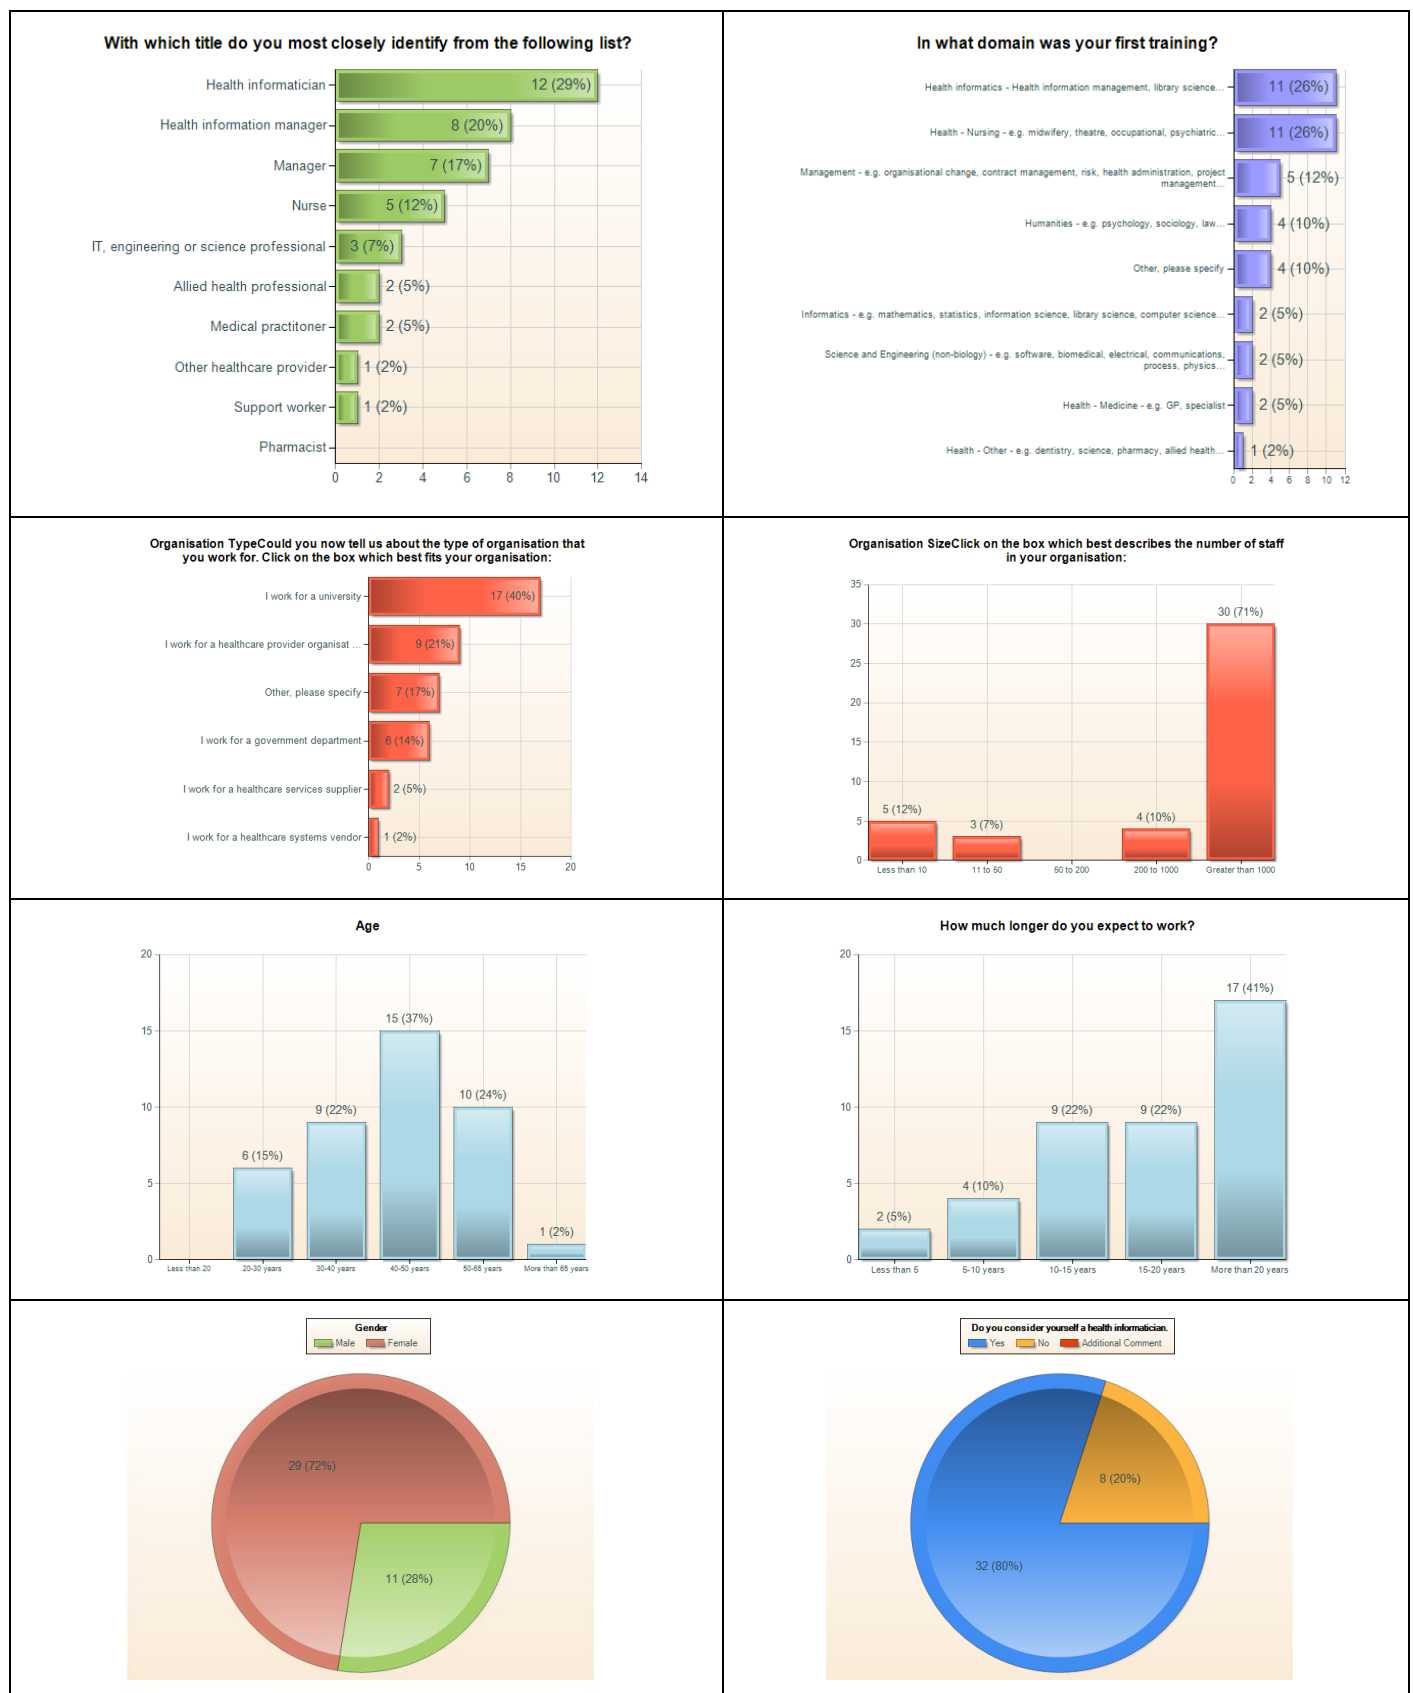 With which title do you most closely identify from the following list?
Health informatician
12 (29%)
Health information manager
8 (20%)
Manager
7 (17%)
Nurse
5 (12%)
IT, engineering or science professional
3 (7%)
Allied health professional
2 (5%)
Medical practitoner
2 (5%)
Other healthcare provider
1 (2%)
Support worker
1 (2%)
Pharmacist
0 2 4 6 8 10 12 14
In what domain was your first training?
Health informatics - Health information management, library science...
11 (26%)
Health - Nursing - e.g. midwifery, theatre, occupational, psychiatric...
11 (26%)
Management - e.g. organisational change, contract management, risk, health administration, project
management...
5 (12%)
Humanities - e.g. psychology, sociology, law...
4 (10%)
Other, please specify
4 (10%)
Informatics - e.g. mathematics, statistics, information science, library science, computer science...
2 (5%)
Science and Engineering (non-biology) - e.g. software, biomedical, electrical, communications,
process, physics...
2 (5%)
Health - Medicine - e.g. GP, specialist
2 (5%)
Health - Other - e.g. dentistry, science, pharmacy, allied health...
1 (2%)
0 2 4 6 8 10 12
Organisation TypeCould you now tell us about the type of organisation that
you work for. Click on the box which best fits your organisation:
I work for a university
17 (40%)
I work for a healthcare provider organisat ...
9 (21%)
Other, please specify
7 (17%)
I work for a government department
6 (14%)
I work for a healthcare services supplier
2 (5%)
I work for a healthcare systems vendor
1 (2%)
0 5 10 15 20
Organisation SizeClick on the box which best describes the number of staff
in your organisation:
35
30
25
20
15
10
5
0
5 (12%)
3 (7%)
4 (10%)
30 (71%)
Less than 10
11 to 50
50 to 200
200 to 1000
Greater than 1000
Age
20
15
10
5
0
6 (15%)
9 (22%)
15 (37%)
10 (24%)
1 (2%)
Less than 20
20-30 years
30-40 years
40-50 years
50-65 years
More than 65 years
How much longer do you expect to work?
20
15
10
5
0
2 (5%)
4 (10%)
9 (22%)
9 (22%)
17 (41%)
Less than 5
5-10 years
10-15 years
15-20 years
More than 20 years
Gender
Male Female
29 (72%)
11 (28%)
Do you consider yourself a health informatician.
Yes No Additional Comment
8 (20%)
32 (80%)